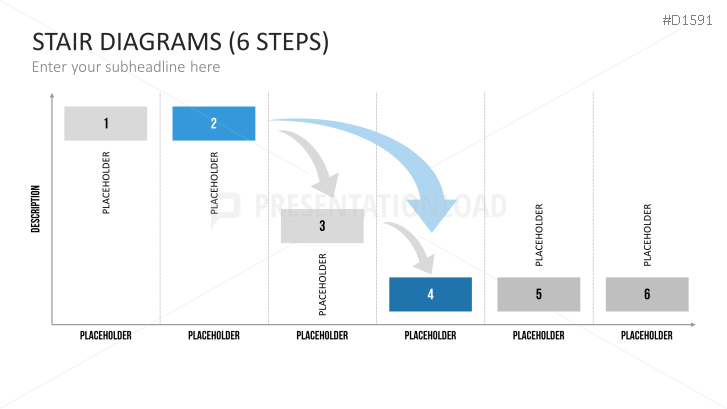 #D1591
STAIR DIAGRAMS (6 STEPS)
Enter your subheadline here
1
2
PLACEHOLDER
PLACEHOLDER
DESCRIPTION
PRESENTATIONLOAD
3
PLACEHOLDER
PLACEHOLDER
PLACEHOLDER
4
5
6
PLACEHOLDER
PLACEHOLDER
PLACEHOLDER
PLACEHOLDER
PLACEHOLDER
PLACEHOLDER